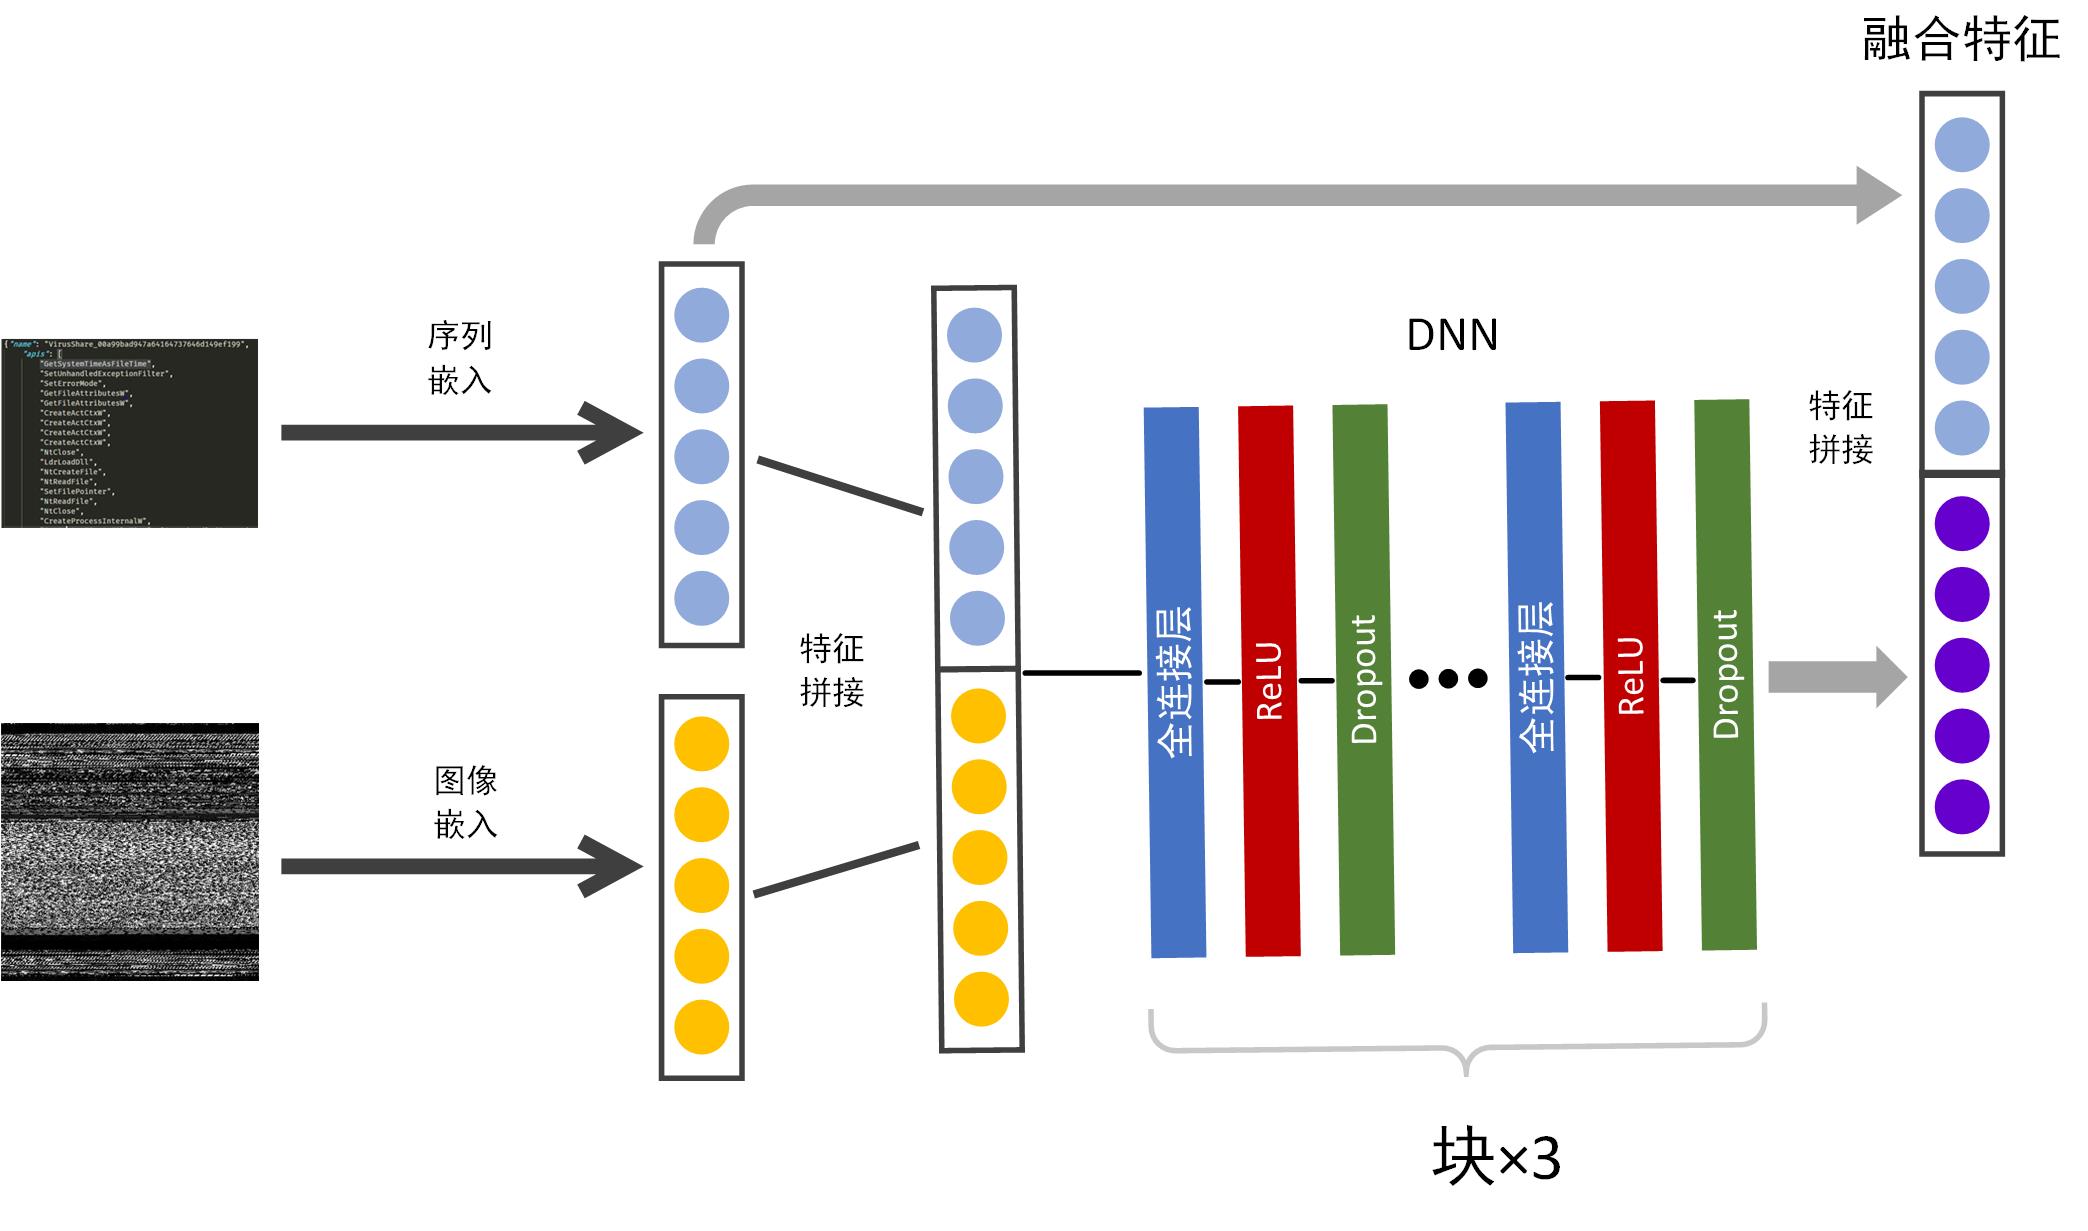 融合特征
{"name": "VirusShare_00a99bad947a64164737646d149ef199",
"apis": [
"GetSystemTimeAsFileTime",
"SetUnhandledExceptionFilter",
"SetErrorMode",
"GetFileAttributesW",
"GetFileAttributesW",
"CreateActCtxW",
"CreateActCtxW",
"CreateActCtxW",
"CreateActCtxW",
"NtClose",
"LdrLoadDll",
"NtCreateFile",
"NtReadFile",
"SetFilePointer",
"NtReadFile",
"NtClose",
"CreateProcessInternalW",
序列
嵌入
图像
嵌入
特征
拼接
DNN
全连接层
ReLU
Dropout
全连接层
ReLU
Dropout
特征
拼接
块×3